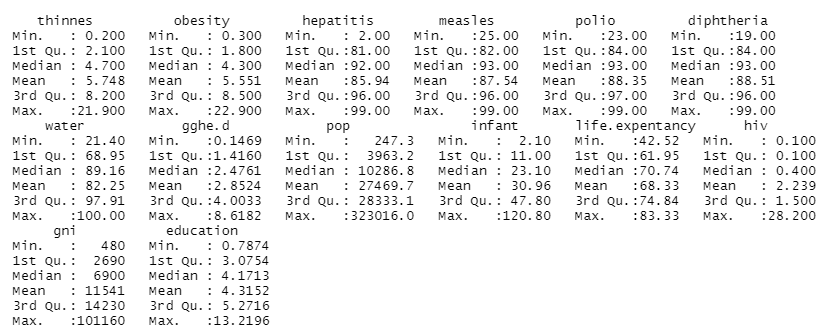 thinnes obesity hepatitis measles polio diphtheria
Min. : 0.200 Min. : 0.300 Min. : 2.00 Min. :25.00 Min. :23.00 Min. :19.00
1st Qu.: 2.100 1st Qu.: 1.800 1st Qu.:81.00 1st Qu.:82.00 1st Qu.:84.00 1st Qu.:84.00
Median : 4.700 Median : 4.300 Median :92.00 Median :93.00 Median :93.00 Median :93.00
Mean : 5.748 Mean : 5.551 Mean :85.94 Mean :87.54 Mean :88.35 Mean :88.51
3rd Qu.: 8.200 3rd Qu.: 8.500 3rd Qu.:96.00 3rd Qu.:96.00 3rd Qu.:97.00 3rd Qu.:96.00
Max. :21.900 Max. :22.900 Max. :99.00 Max. :99.00 Max. :99.00 Max. :99.00
water gghe.d pop infant life.expentancy hiv
Min. : 21.40 Min. :0.1469 Min. : 247.3 Min. : 2.10 Min. :42.52 Min. : 0.100
1st Qu.: 68.95 1st Qu.:1.4160 1st Qu.: 3963.2 1st Qu.: 11.00 1st Qu.:61.95 1st Qu.: 0.100
Median : 89.16 Median :2.4761 Median : 10286.8 Median : 23.10 Median :70.74 Median : 0.400
Mean : 82.25 Mean :2.8524 Mean : 27469.7 Mean : 30.96 Mean :68.33 Mean : 2.239
3rd Qu.: 97.91 3rd Qu.:4.0033 3rd Qu.: 28333.1 3rd Qu.: 47.80 3rd Qu.:74.84 3rd Qu.: 1.500
Max. :100.00 Max. :8.6182 Max. :323016.0 Max. :120.80 Max. :83.33 Max. :28.200
gni education
Min. : 480 Min. : 0.7874
1st Qu.: 2690 1st Qu.: 3.0754
Median : 6900 Median : 4.1713
Mean : 11541 Mean : 4.3152
3rd Qu.: 14230 3rd Qu.: 5.2716
Max. :101160 Max. :13.2196